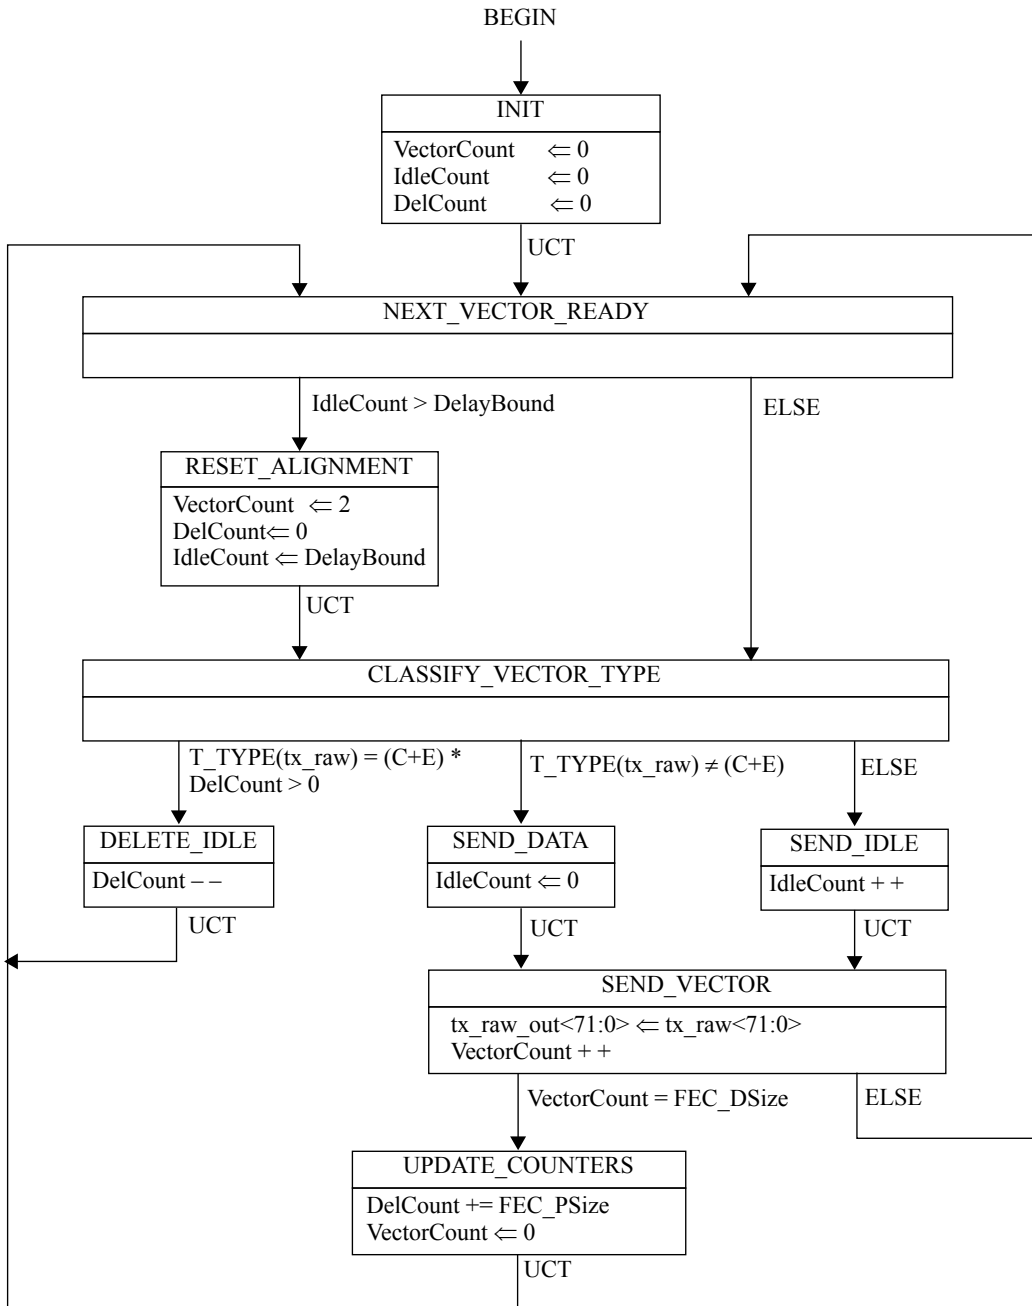 BEGIN
INIT
VectorCount ⇐ 0
IdleCount ⇐ 0
DelCount ⇐ 0
UCT
NEXT_VECTOR_READY
IdleCount > DelayBound
ELSE
RESET_ALIGNMENT
VectorCount ⇐ 2
DelCount⇐ 0
IdleCount ⇐ DelayBound
UCT
CLASSIFY_VECTOR_TYPE
T_TYPE(tx_raw) = (C+E) *
DelCount > 0
T_TYPE(tx_raw) ≠ (C+E)
ELSE
DELETE_IDLE
DelCount – –
UCT
SEND_DATA
IdleCount ⇐ 0
UCT
SEND_IDLE
IdleCount + +
UCT
SEND_VECTOR
tx_raw_out<71:0> ⇐ tx_raw<71:0>
VectorCount + +
VectorCount = FEC_DSize
ELSE
UPDATE_COUNTERS
DelCount += FEC_PSize
VectorCount ⇐ 0
UCT